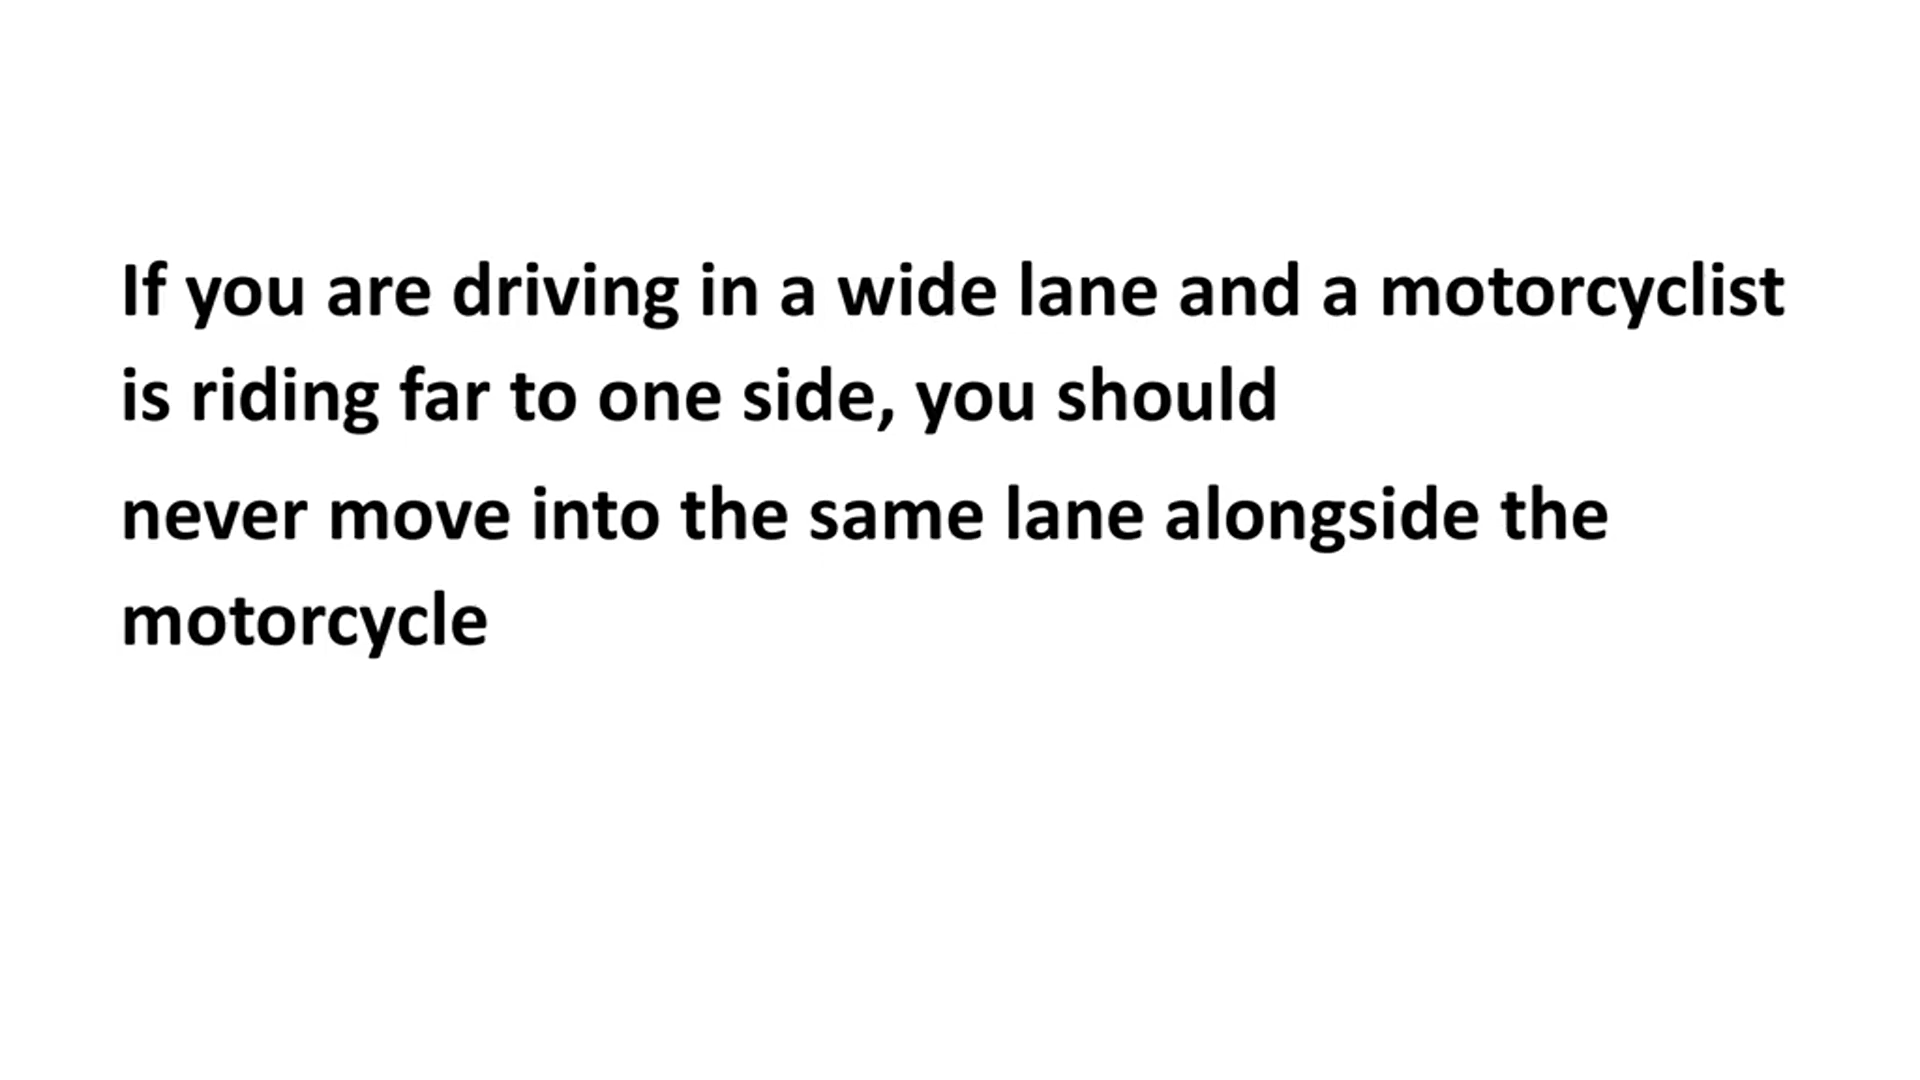 If you are driving in a wide lane and a motorcyclist
is riding far to one side, you should
never move into the same lane alongside the
motorcycle